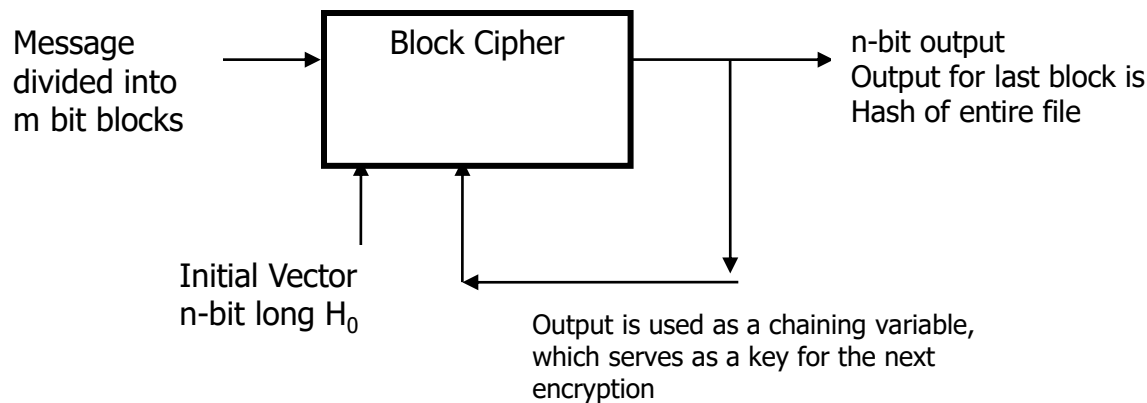 Message
divided into
m bit blocks
Block Cipher
n-bit output
Output for last block is
Hash of entire file
Initial Vector
n-bit long H₀
Output is used as a chaining variable,
which serves as a key for the next
encryption